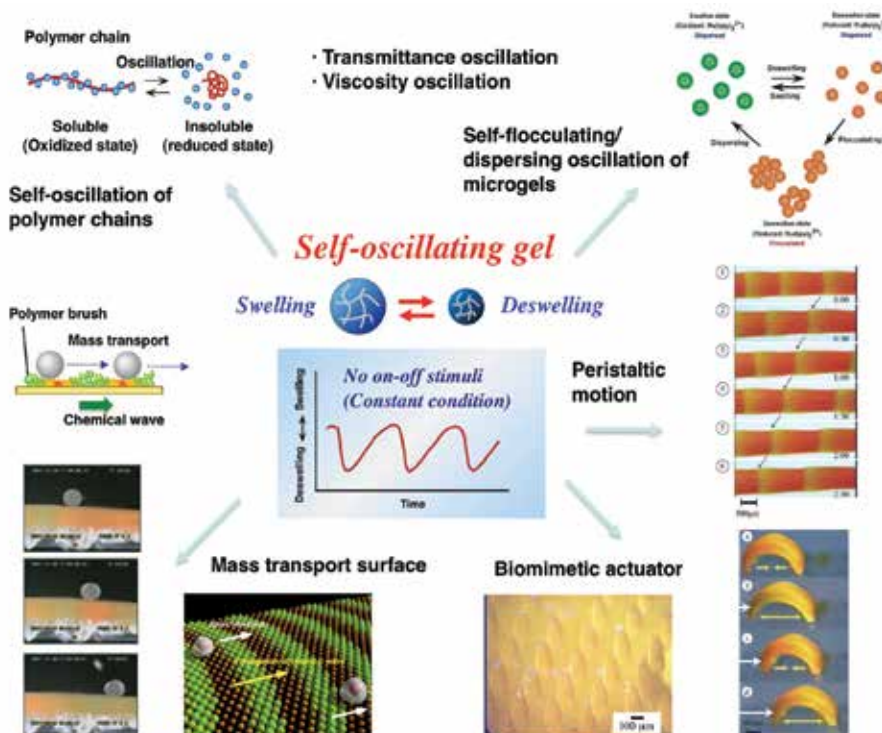 Polymer chain
Oscillation
Soluble
(Oxidized state)
Insoluble
(reduced state)
Self-oscillation of
polymer chains
· Transmittance oscillation
· Viscosity oscillation
Self-flocculating/
dispersing oscillation of
microgels
Deswelling
Swelling
Dispersing
Flocculating
Self-oscillating gel
Swelling
Deswelling
No on-off stimuli
(Constant condition)
Deswelling
Swelling
Time
Polymer brush
Mass transport
Chemical wave
Peristaltic
motion
Mass transport surface
Biomimetic actuator
100 μm